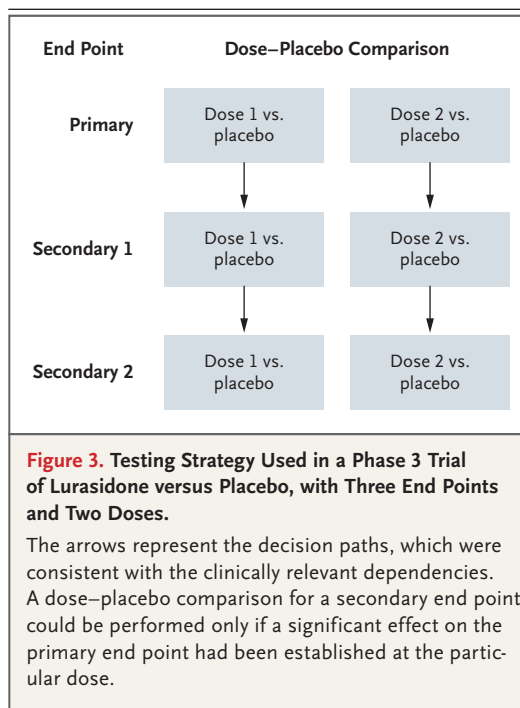 End Point Dose–Placebo Comparison
Primary
Dose 1 vs.
placebo
Dose 2 vs.
placebo
Secondary 1
Dose 1 vs.
placebo
Dose 2 vs.
placebo
Secondary 2
Dose 1 vs.
placebo
Dose 2 vs.
placebo
Figure 3. Testing Strategy Used in a Phase 3 Trial
of Lurasidone versus Placebo, with Three End Points
and Two Doses.
The arrows represent the decision paths, which were
consistent with the clinically relevant dependencies.
A dose–placebo comparison for a secondary end point
could be performed only if a significant effect on the
primary end point had been established at the partic-
ular dose.